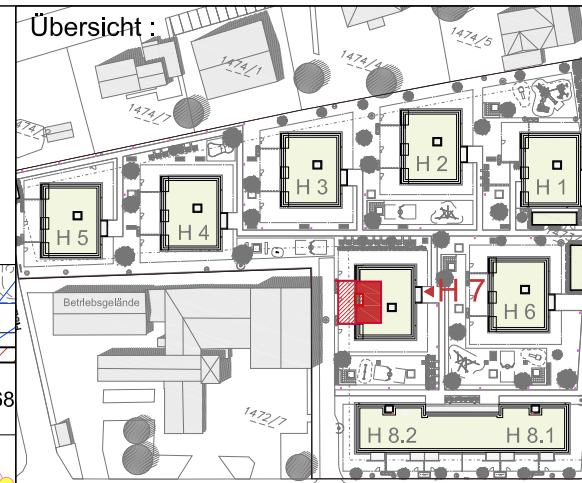 Übersicht :
1474/5
1474/1
1474/4
1474/7
1474
H 2
H 1
H 3
H 4
H 5
H 7
H 6
Betriebsgelände
68
1472/7
H 8.2
H 8.1